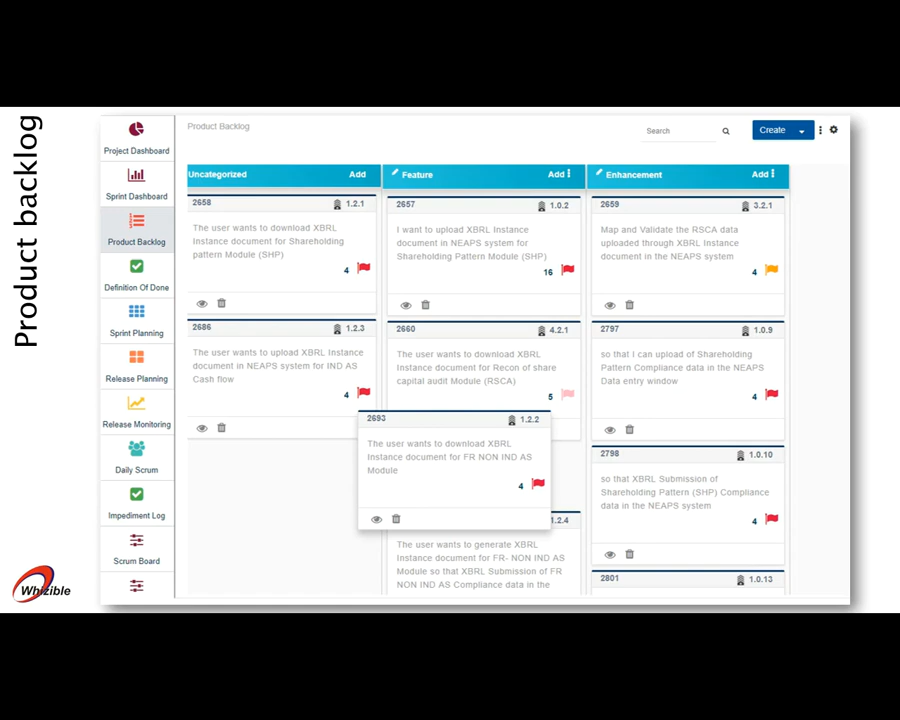 Product backlog
Whizible
Project Dashboard
Sprint Dashboard
Product Backlog
Definition Of Done
Sprint Planning
Release Planning
Release Monitoring
Daily Scrum
Impediment Log
Scrum Board
Product Backlog
Search
Create
Uncategorized Add
2658 1.2.1
The user wants to download XBRL
Instance document for Shareholding
pattern Module (SHP)
4
2686 1.2.3
The user wants to upload XBRL Instance
document in NEAPS system for IND AS
Cash flow
4
Feature Add
2657 1.0.2
I want to upload XBRL Instance
document in NEAPS system for
Shareholding Pattern Module (SHP)
16
2660 4.2.1
The user wants to download XBRL
Instance document for Recon of share
capital audit Module (RSCA)
5
2693 1.2.2
The user wants to download XBRL
Instance document for FR NON IND AS
Module
4
1.2.4
The user wants to generate XBRL
Instance document for FR- NON IND AS
Module so that XBRL Submission of FR
NON IND AS Compliance data in the
Enhancement Add
2659 3.2.1
Map and Validate the RSCA data
uploaded through XBRL Instance
document in the NEAPS system
4
2797 1.0.9
so that I can upload of Shareholding
Pattern Compliance data in the NEAPS
Data entry window
4
2798 1.0.10
so that XBRL Submission of
Shareholding Pattern (SHP) Compliance
data in the NEAPS system
4
2801 1.0.13